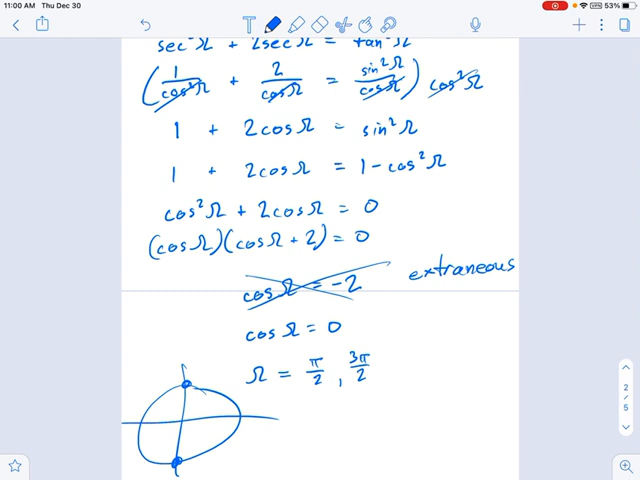 11:00 AM Thu Dec 30
53%
sec²Ω + 2secΩ = tan²Ω
(1/cos²Ω + 2/cosΩ = sin²Ω/cos²Ω) cos²Ω
1 + 2cosΩ = sin²Ω
1 + 2cosΩ = 1 - cos²Ω
cos²Ω + 2cosΩ = 0
(cosΩ)(cosΩ + 2) = 0
cosΩ = -2 extraneous
cosΩ = 0
Ω = π/2, 3π/2
2/5